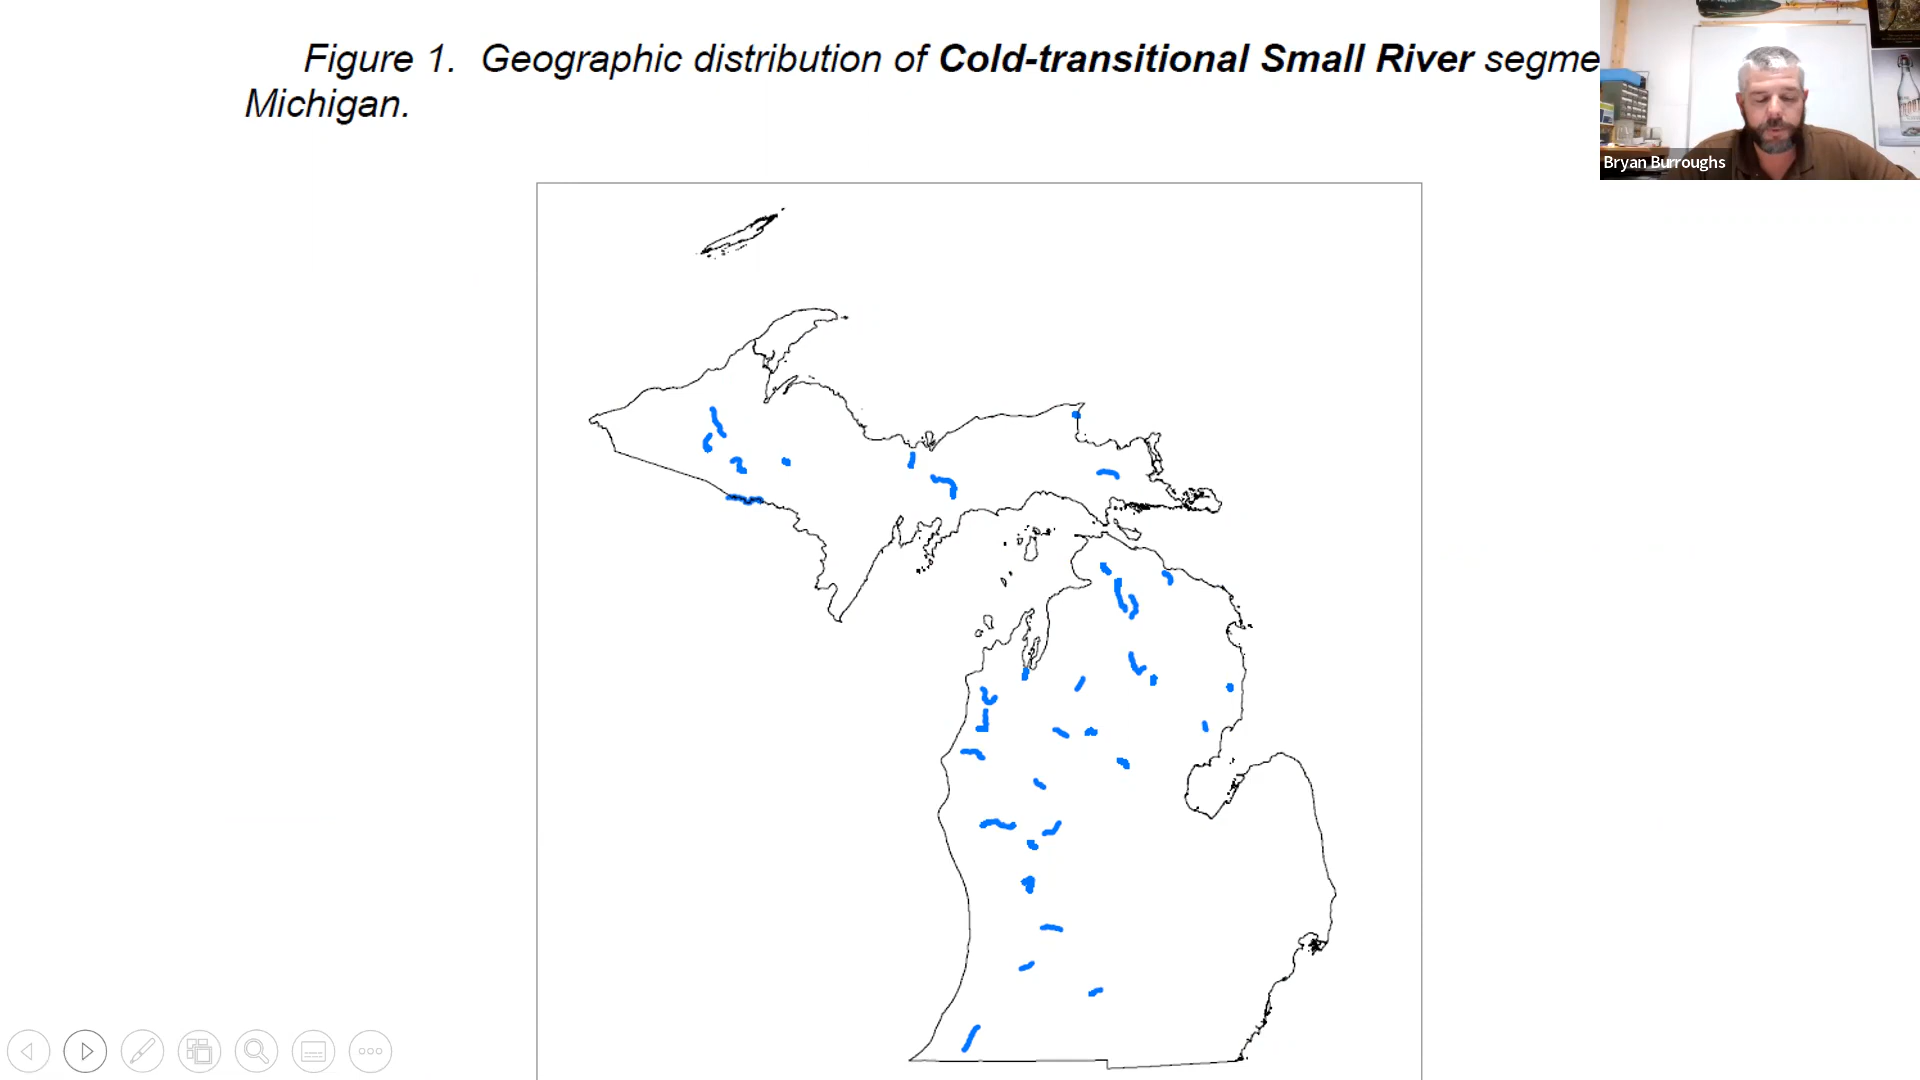 Figure 1. Geographic distribution of Cold-transitional Small River segme
Michigan.
Bryan Burroughs